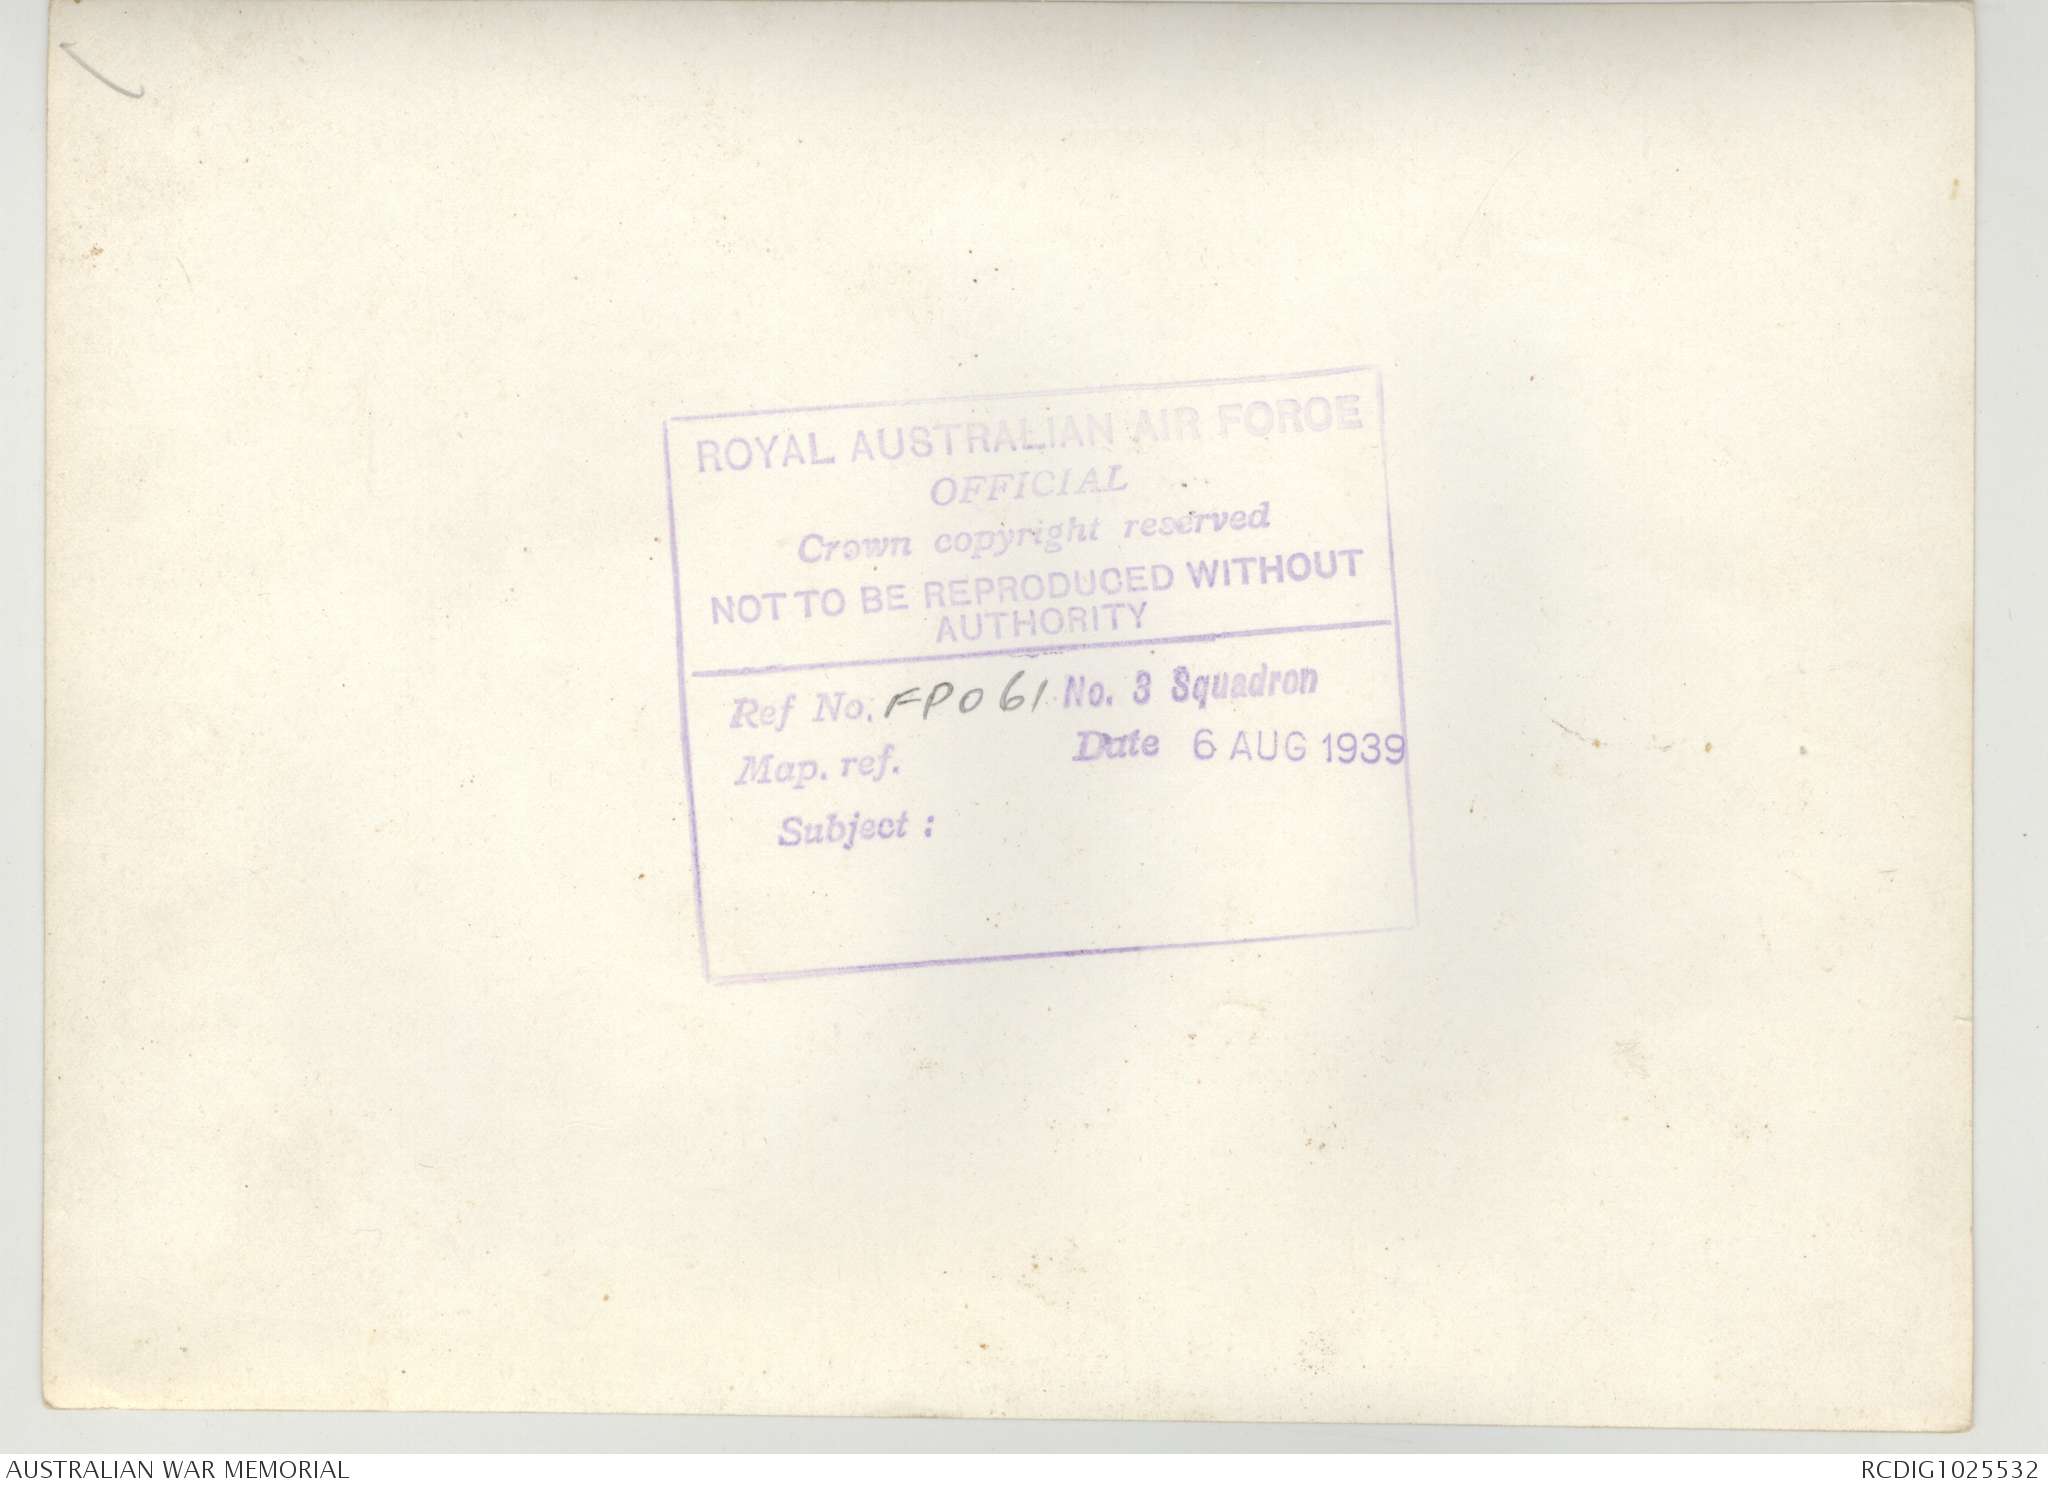 ROYAL AUSTRALIAN AIR FORCE
OFFICIAL
Crown copyright reserved
NOT TO BE REPRODUCED WITHOUT
AUTHORITY
Ref No. FP061 No. 3 Squadron
Map. ref. Date 6 AUG 1939
Subject :
AUSTRALIAN WAR MEMORIAL RCDIG1025532